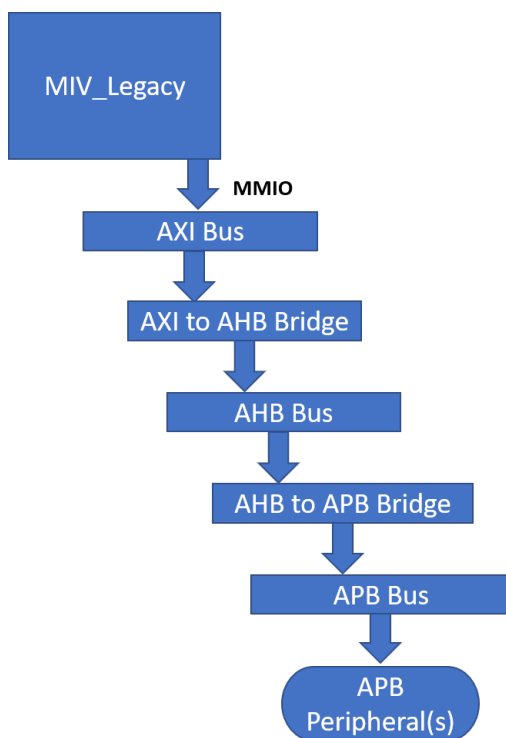 MIV_Legacy
MMIO
AXI Bus
AXI to AHB Bridge
AHB Bus
AHB to APB Bridge
APB Bus
APB
Peripheral(s)